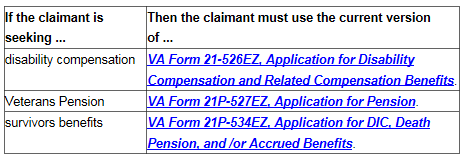 If the claimant is
seeking ...
Then the claimant must use the current version
of ...
disability compensation
VA Form 21-526EZ, Application for Disability
Compensation and Related Compensation Benefits.
Veterans Pension
VA Form 21P-527EZ, Application for Pension.
survivors benefits
VA Form 21P-534EZ, Application for DIC, Death
Pension, and /or Accrued Benefits.